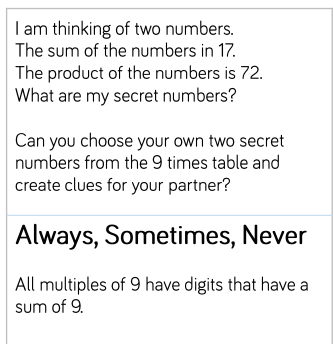 I am thinking of two numbers.
The sum of the numbers in 17.
The product of the numbers is 72.
What are my secret numbers?
Can you choose your own two secret
numbers from the 9 times table and
create clues for your partner?
Always, Sometimes, Never
All multiples of 9 have digits that have a
sum of 9.